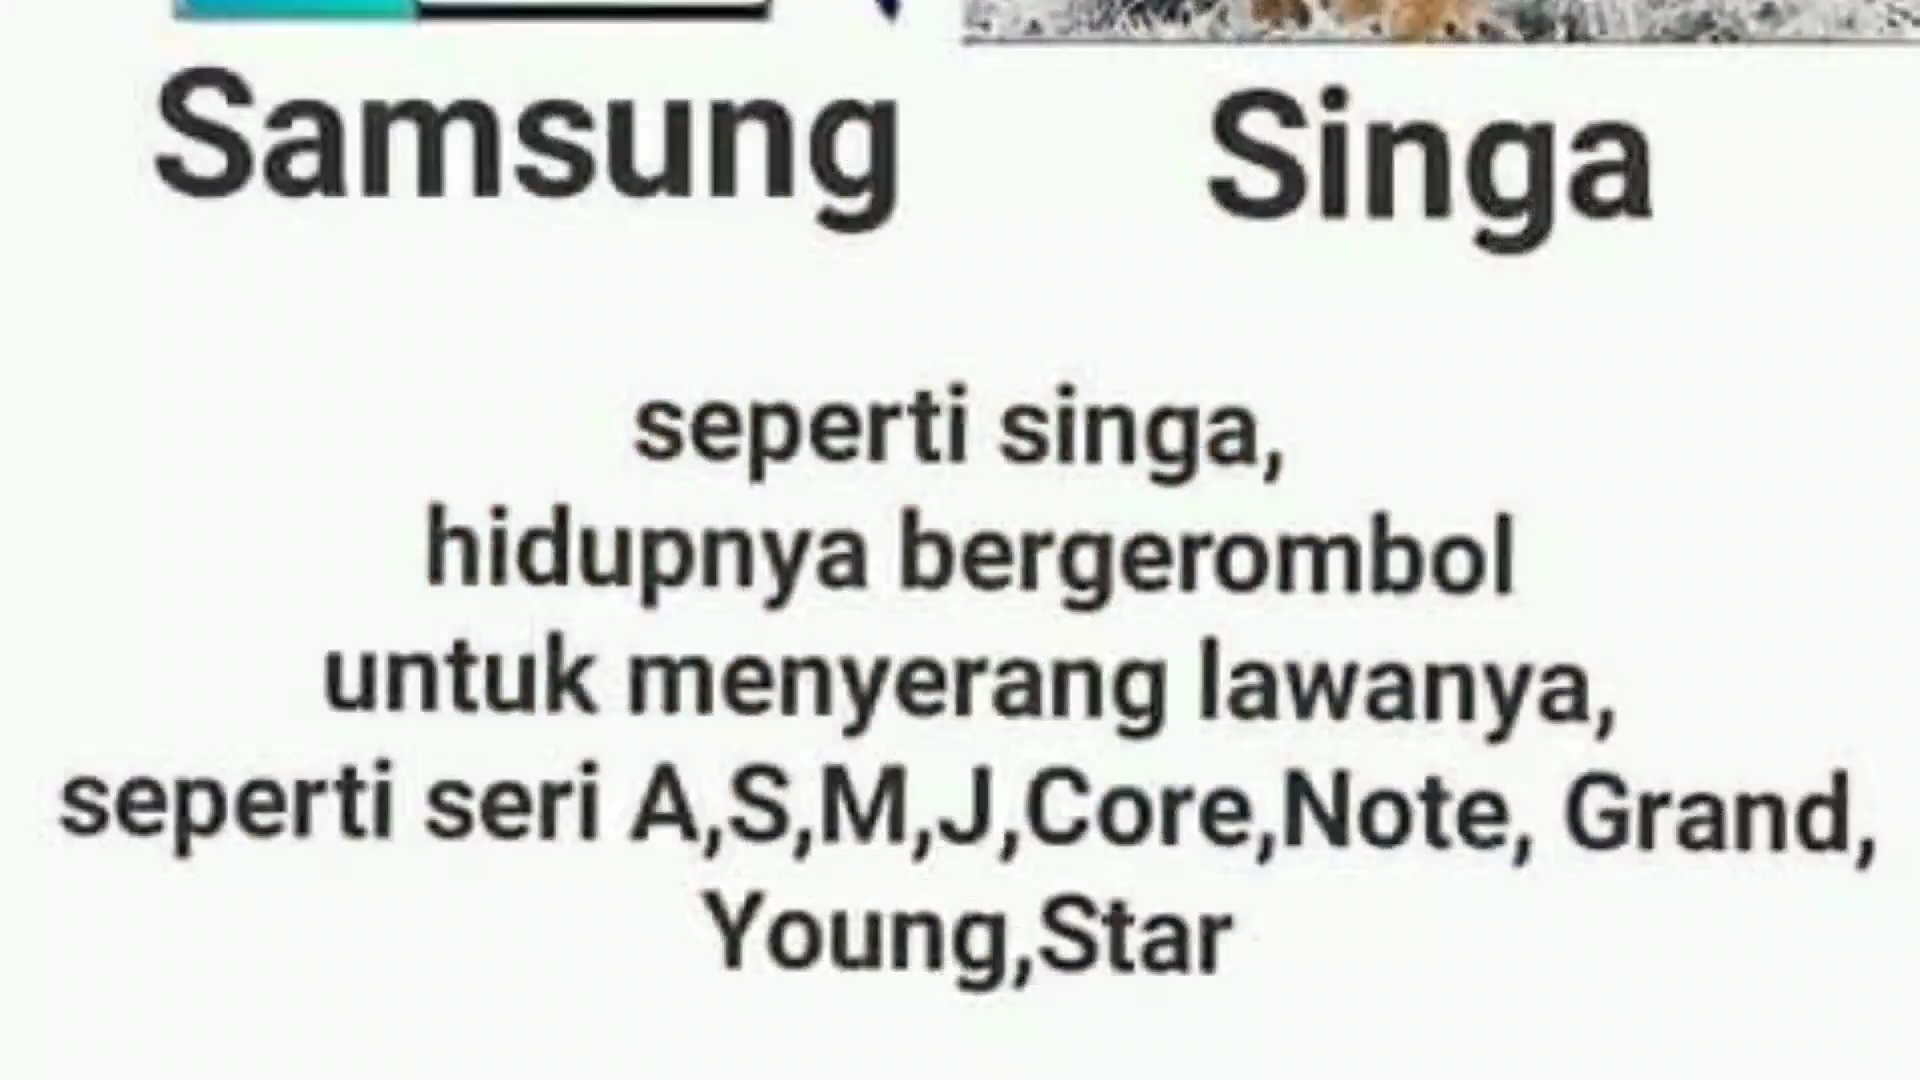 Samsung Singa
seperti singa,
hidupnya bergerombol
untuk menyerang lawanya,
seperti seri A,S,M,J,Core,Note, Grand,
Young,Star